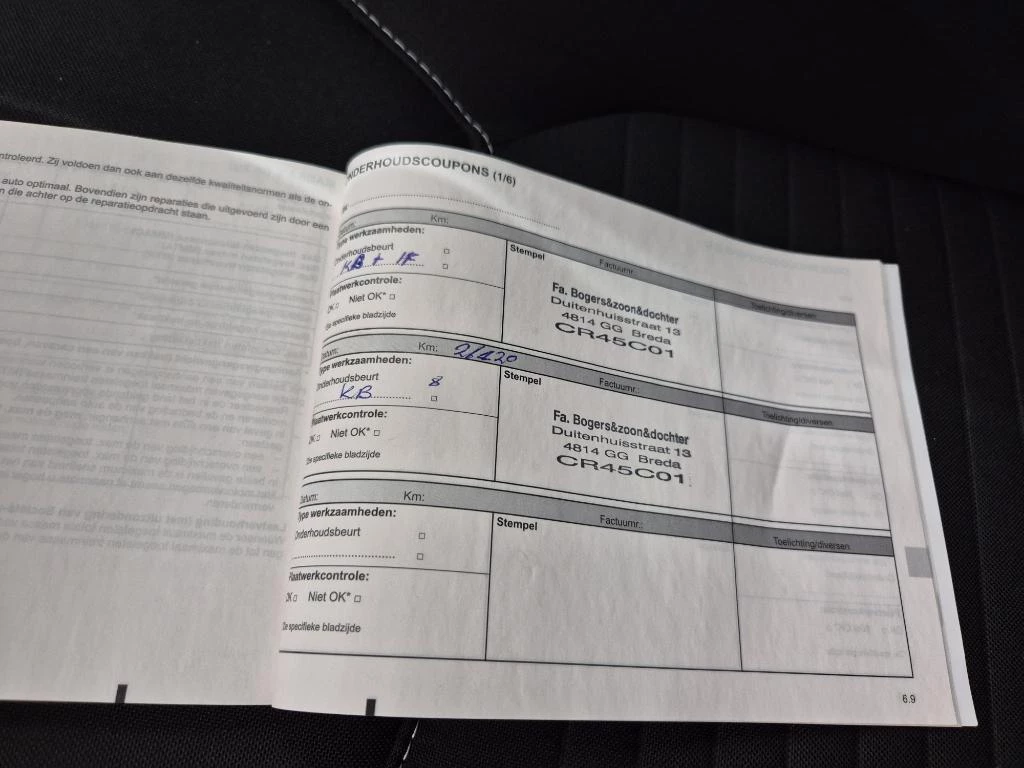 ntroleerd. Zij voldoen dan ook aan dezelfde kwaliteitsnormen als de on-
auto optimaal. Bovendien zijn reparaties die uitgevoerd zijn door een
n die achter op de reparatieopdracht staan.
NDERHOUDSCOUPONS (1/6)
Datum: Km: Factuurnr.: Toelichting/diversen
Type werkzaamheden:
Onderhoudsbeurt
KB + IF
Plaatwerkcontrole:
OK Niet OK*
De specifieke bladzijde
Stempel
Fa. Bogers&zoon&dochter
Duitenhuisstraat 13
4814 GG Breda
CR45C01
Datum: Km: 21420 Factuurnr.: Toelichting/diversen
Type werkzaamheden:
Onderhoudsbeurt 8
KB
Plaatwerkcontrole:
OK Niet OK*
De specifieke bladzijde
Stempel
Fa. Bogers&zoon&dochter
Duitenhuisstraat 13
4814 GG Breda
CR45C01
Datum: Km: Factuurnr.: Toelichting/diversen
Type werkzaamheden:
Onderhoudsbeurt
Plaatwerkcontrole:
OK Niet OK*
De specifieke bladzijde
Stempel
6.9